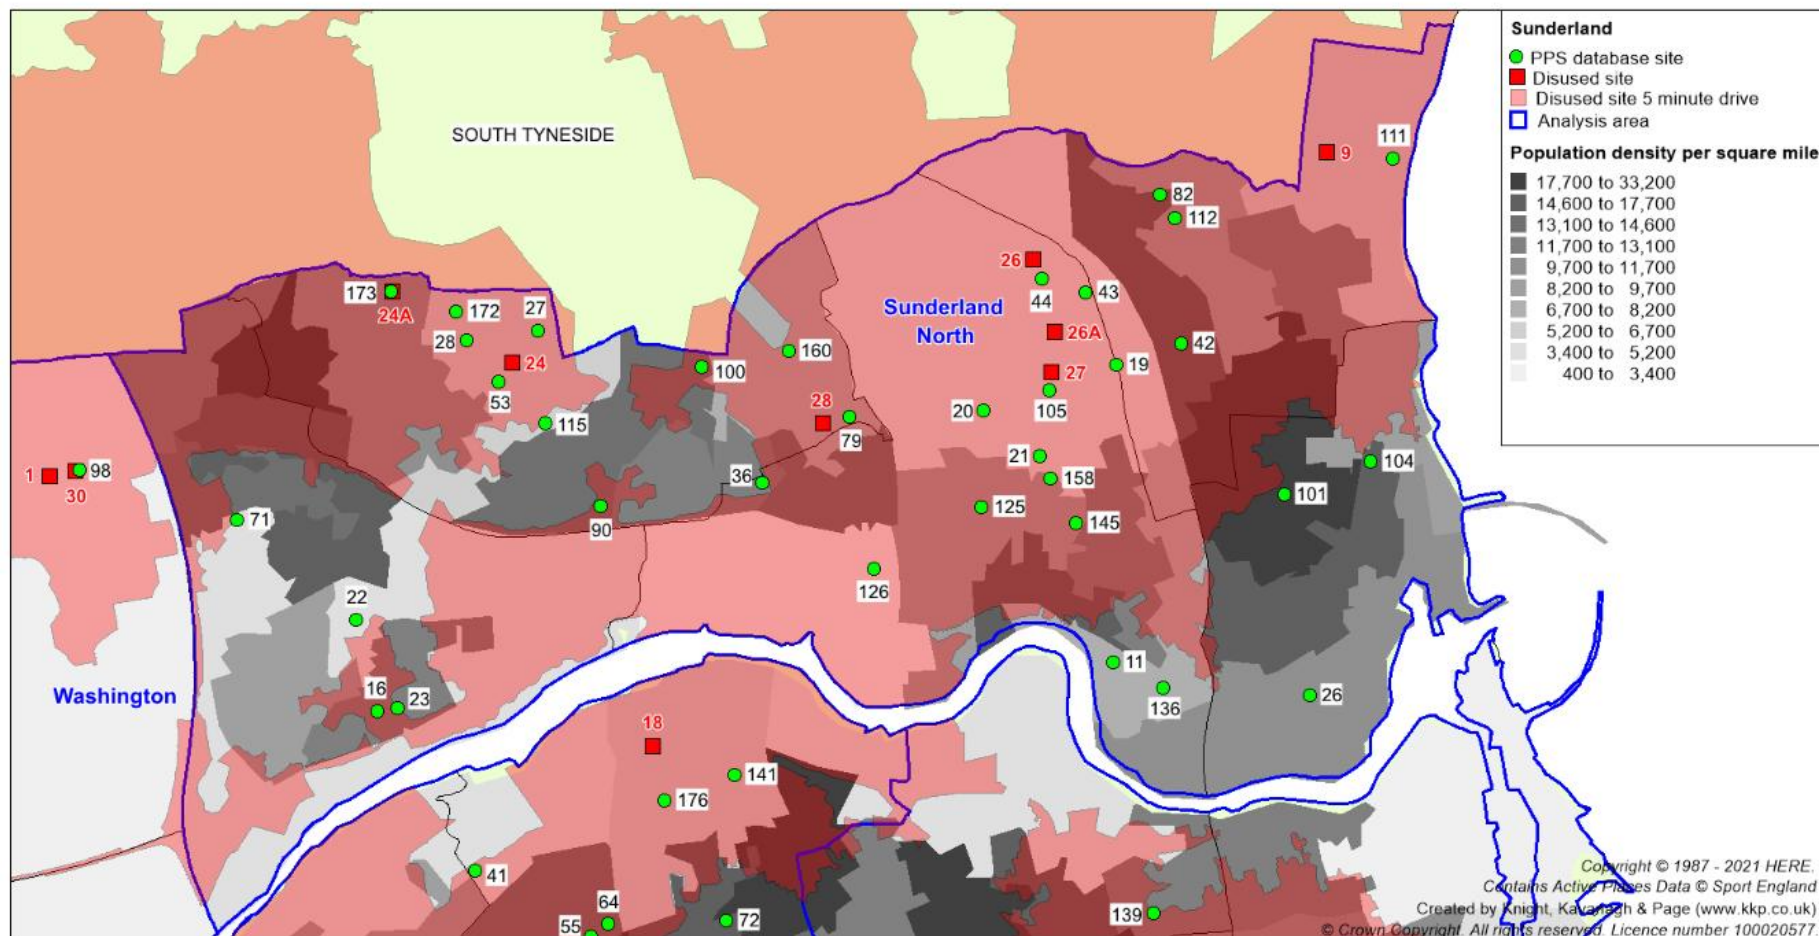 Sunderland
PPS database site
Disused site
Disused site 5 minute drive
Analysis area
Population density per square mile
17,700 to 33,200
14,600 to 17,700
13,100 to 14,600
11,700 to 13,100
9,700 to 11,700
8,200 to 9,700
6,700 to 8,200
5,200 to 6,700
3,400 to 5,200
400 to 3,400
SOUTH TYNESIDE
111
9
82
112
26
44
43
173
24A
172
27
28
Sunderland
North
26A
42
160
24
100
19
27
53
28
105
20
115
79
21
104
1
98
30
36
158
101
71
90
125
145
126
22
11
Washington
16
23
136
26
18
141
176
41
64
55
72
139
Copyright © 1987 - 2021 HERE.
Contains Active Places Data © Sport England
Created by Knight, Kavanagh & Page (www.kkp.co.uk)
© Crown Copyright. All rights reserved. Licence number 100020577.